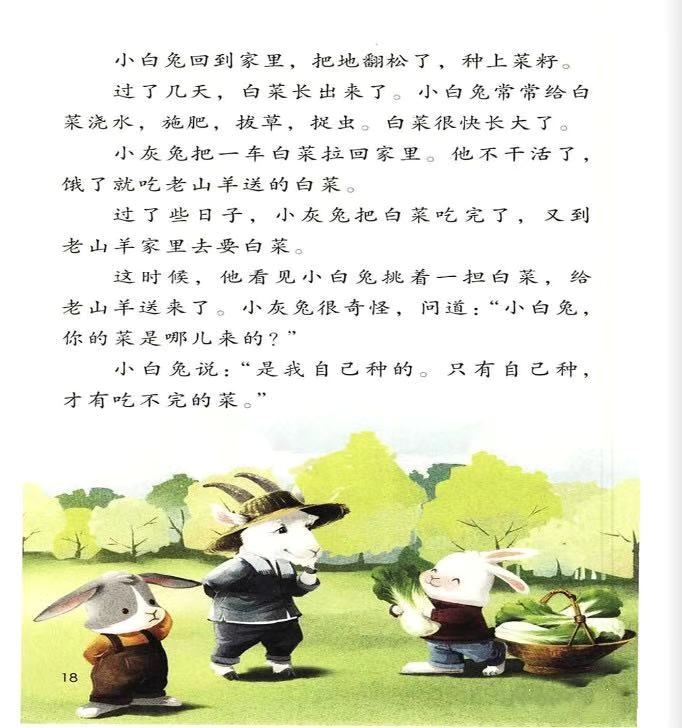 小白兔回到家里，把地翻松了，种上菜籽。
过了几天，白菜长出来了。小白兔常常给白
菜浇水，施肥，拔草，捉虫。白菜很快长大了。
小灰兔把一车白菜拉回家里。他不干活了，
饿了就吃老山羊送的白菜。
过了些日子，小灰兔把白菜吃完了，又到
老山羊家里去要白菜。
这时候，他看见小白兔挑着一担白菜，给
老山羊送来了。小灰兔很奇怪，问道：“小白兔，
你的菜是哪儿来的？”
小白兔说：“是我自己种的。只有自己种，
才有吃不完的菜。”
18